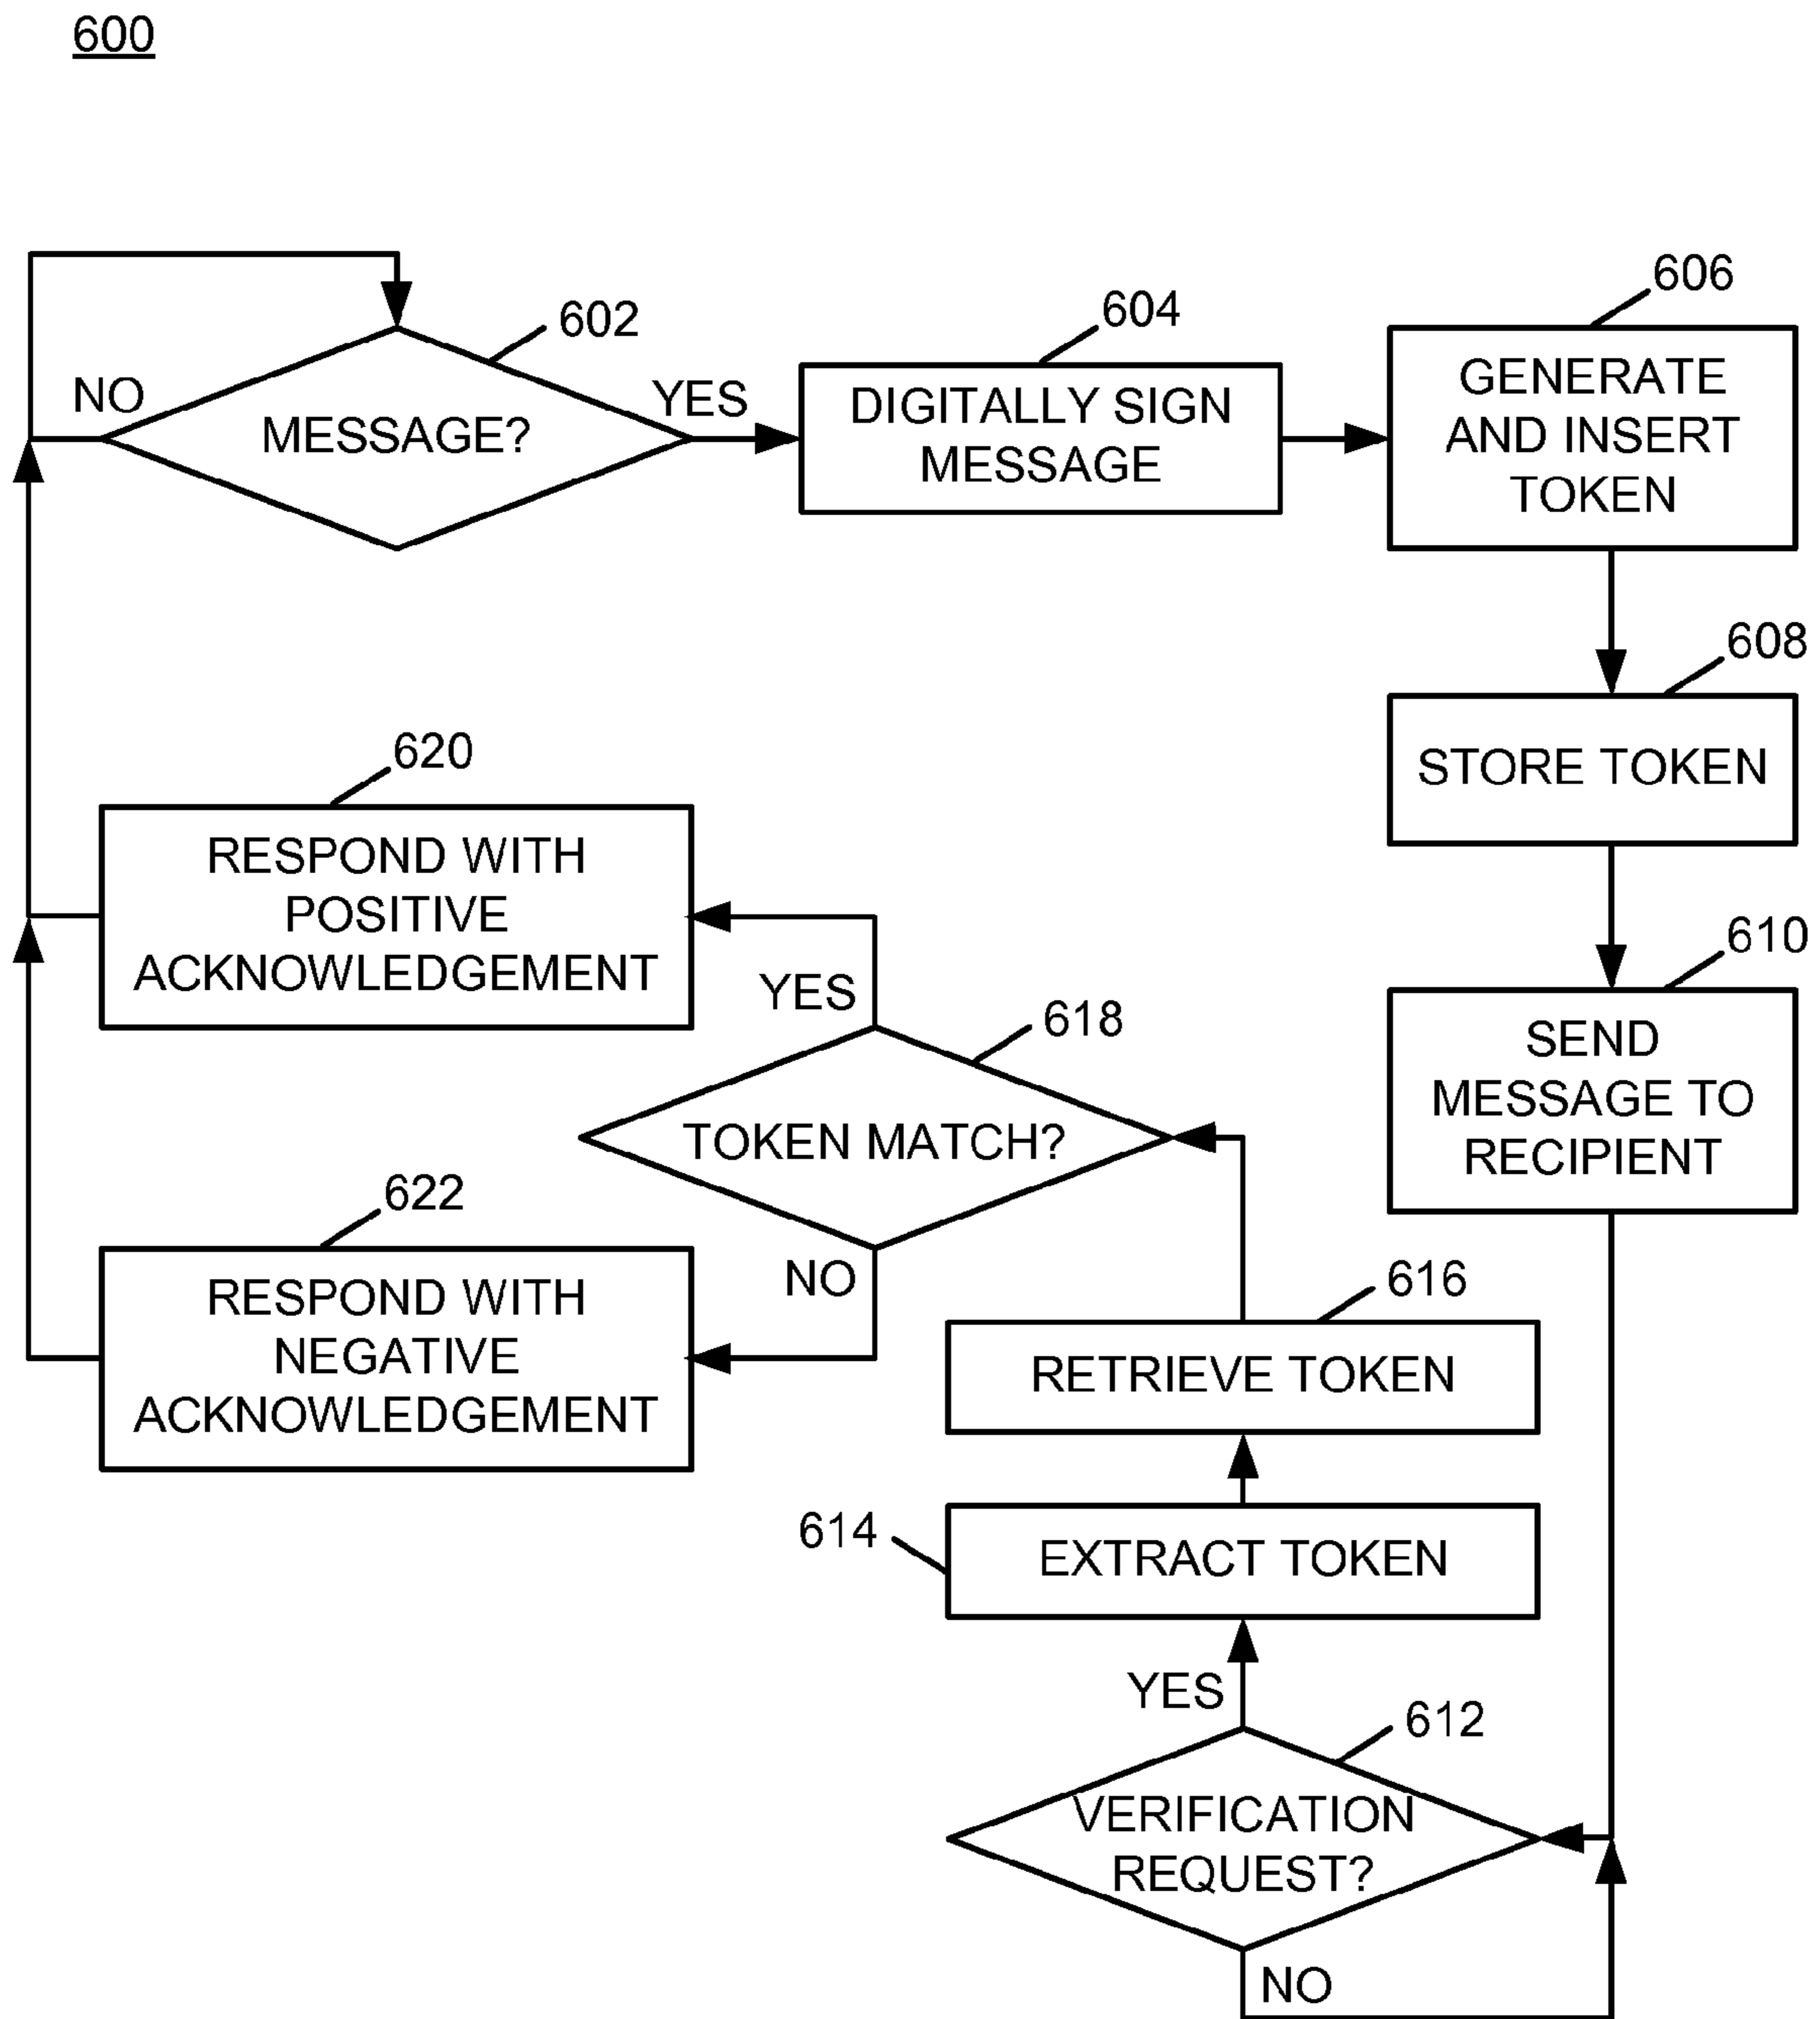 600
602
NO
MESSAGE?
YES
604
DIGITALLY SIGN
MESSAGE
606
GENERATE
AND INSERT
TOKEN
608
STORE TOKEN
610
SEND
MESSAGE TO
RECIPIENT
612
VERIFICATION
REQUEST?
NO
YES
614
EXTRACT TOKEN
616
RETRIEVE TOKEN
618
TOKEN MATCH?
YES
NO
620
RESPOND WITH
POSITIVE
ACKNOWLEDGEMENT
622
RESPOND WITH
NEGATIVE
ACKNOWLEDGEMENT